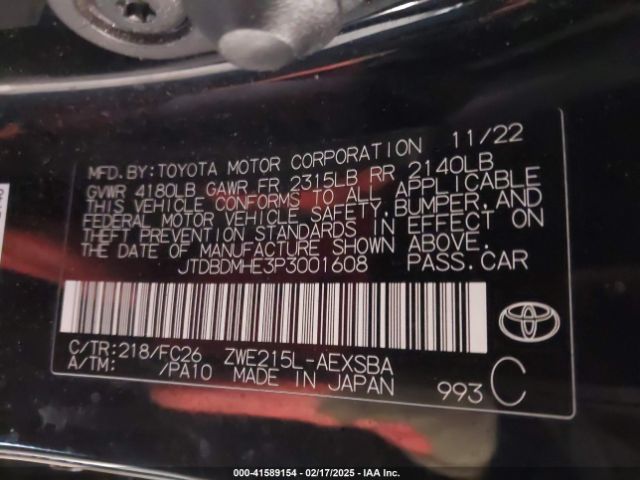 MFD.BY:TOYOTA MOTOR CORPORATION 11/22
GVWR 4180LB GAWR FR 2315LB RR 2140LB
THIS VEHICLE CONFORMS TO ALL APPLICABLE
FEDERAL MOTOR VEHICLE SAFETY,BUMPER,AND
THEFT PREVENTION STANDARDS IN EFFECT ON
THE DATE OF MANUFACTURE SHOWN ABOVE.
JTDBDMHE3P3001608 PASS.CAR
C/TR:218/FC26 ZWE215L-AEXSBA
A/TM: /PA10 MADE IN JAPAN 993 C
000-41589154 - 02/17/2025 - IAA Inc.